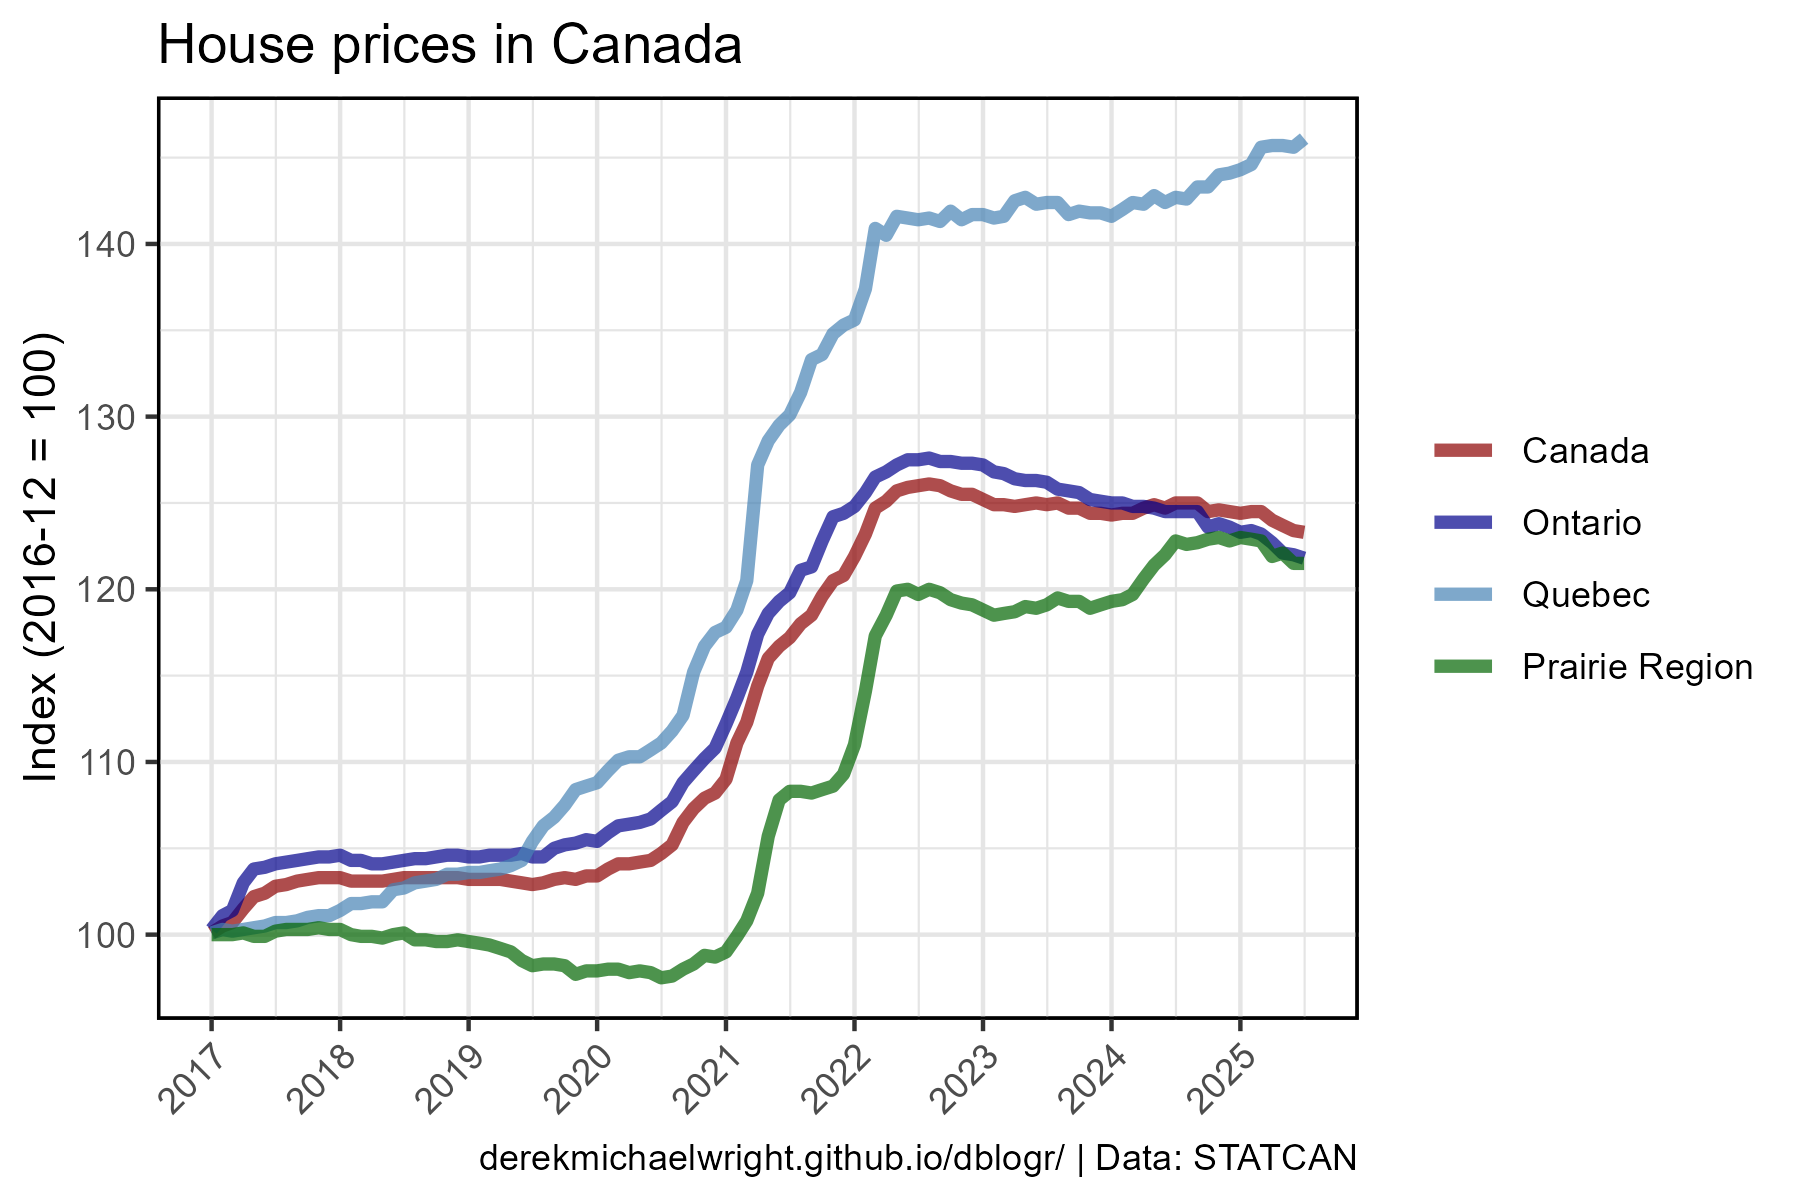 House prices in Canada
Index (2016-12 = 100)
140
130
120
110
100
2017
2018
2019
2020
2021
2022
2023
2024
2025
Canada
Ontario
Quebec
Prairie Region
derekmichaelwright.github.io/dblogr/ | Data: STATCAN